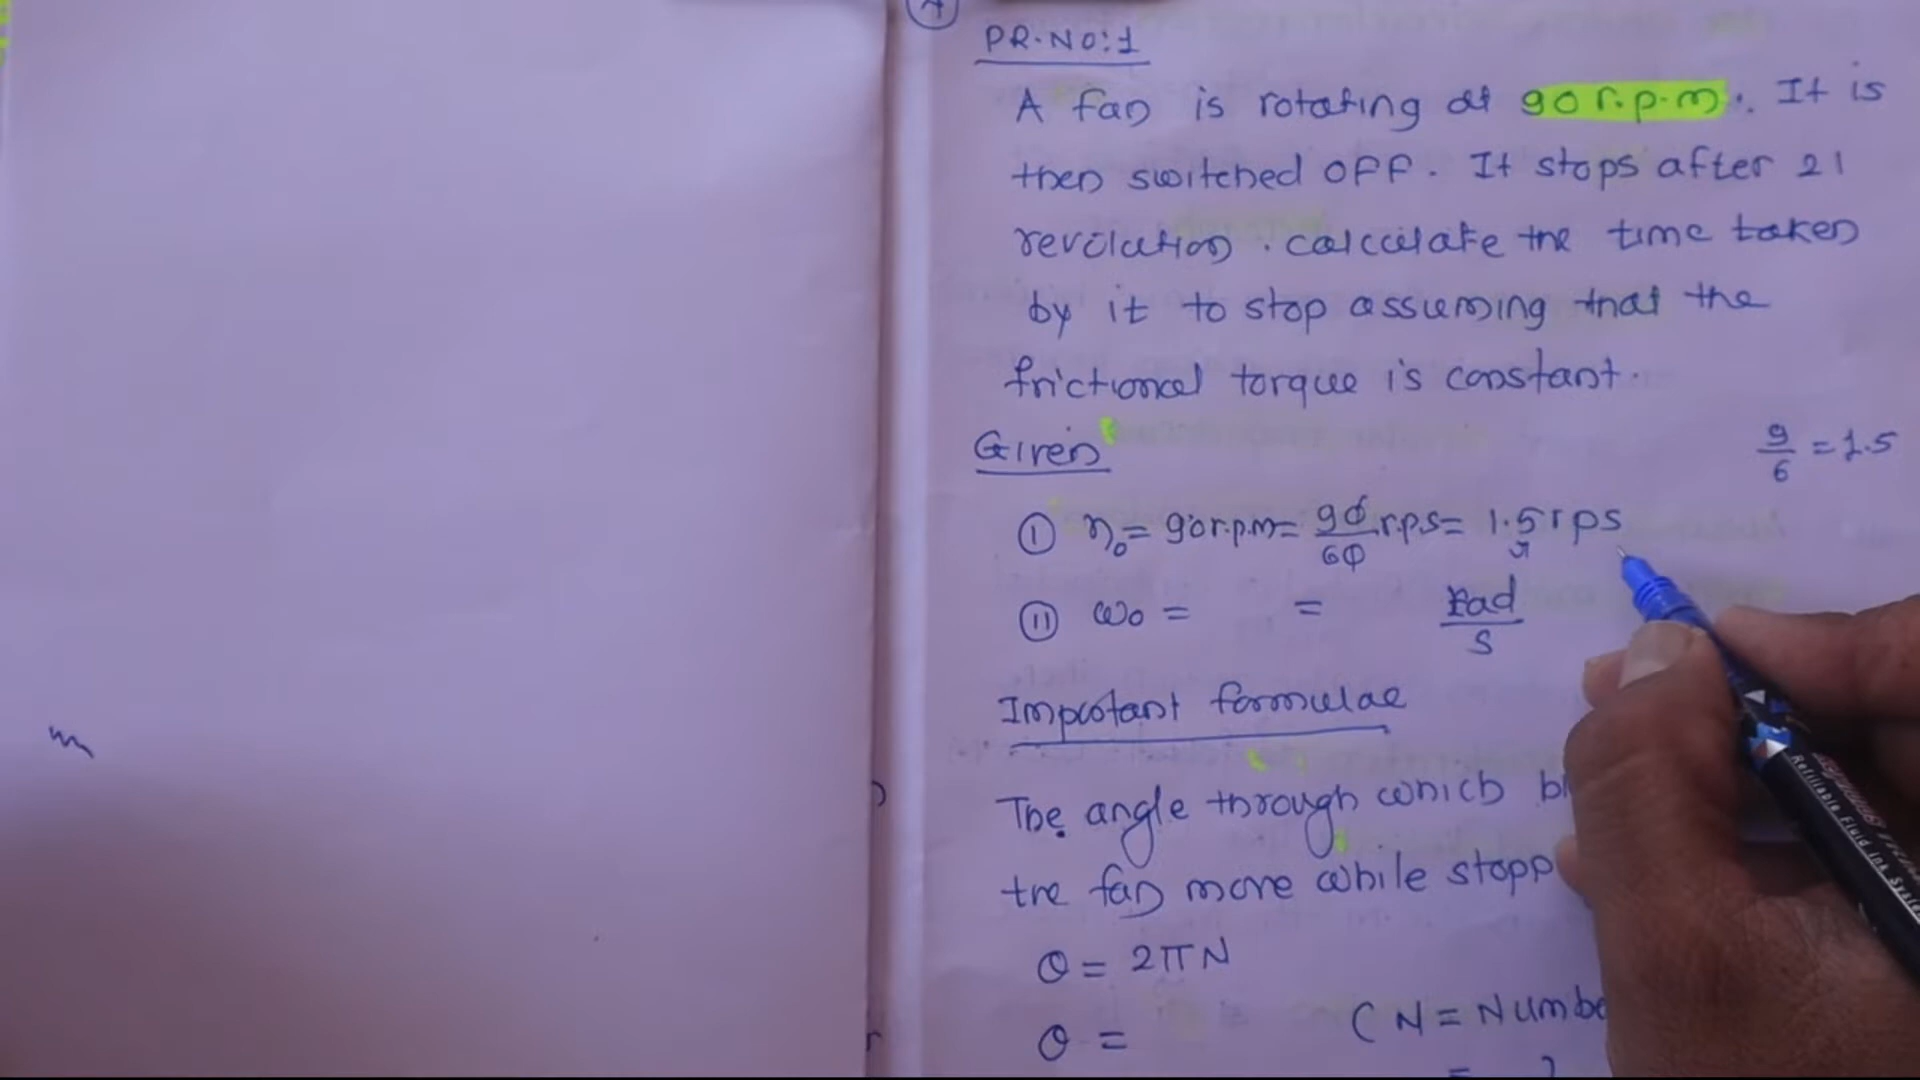 PR.NO:1
A fan is rotating at 90 r.p.m. It is
then switched OFF. It stops after 21
revolution. calculate the time taken
by it to stop assuming that the
frictional torque is constant.
Given
9/6 = 1.5
(I) n₀ = 90 r.p.m = 90/60 r.p.s = 1.5 rps
(II) ω₀ = = rad/s
Important formulae
The angle through which bl
the fan move while stopp
θ = 2πN
θ = (N = Numbe